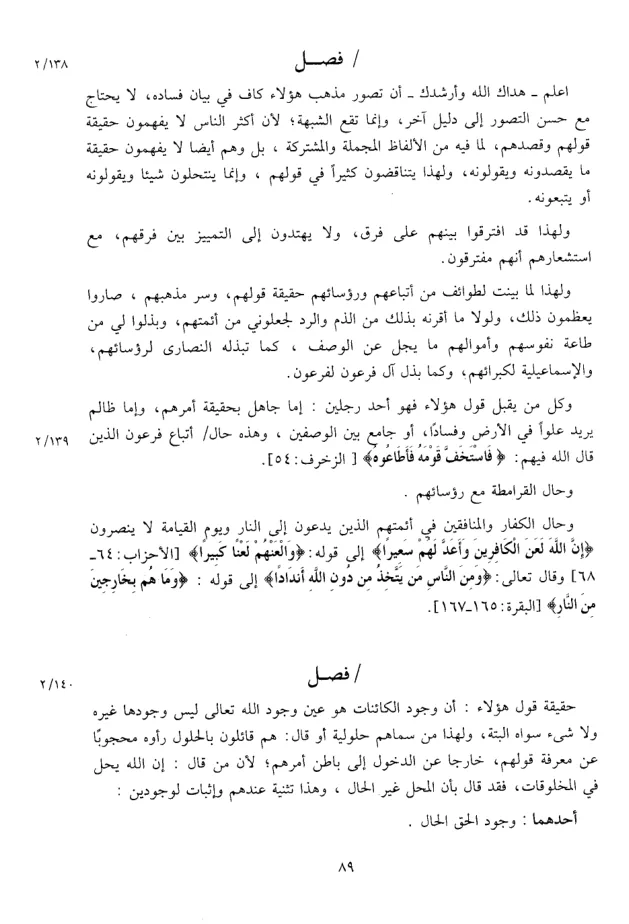 / فصــل
٢/١٣٨
اعلم ـ هداك الله وأرشدك ـ أن تصور مذهب هؤلاء كاف في بيان فساده، لا يحتاج
مع حسن التصور إلى دليل آخر، وإنما تقع الشبهة؛ لأن أكثر الناس لا يفهمون حقيقة
قولهم وقصدهم، لما فيه من الألفاظ المجملة والمشتركة ، بل وهم أيضا لا يفهمون حقيقة
ما يقصدونه ويقولونه، ولهذا يتناقضون كثيراً في قولهم ، وإنما ينتحلون شيئا ويقولونه
أو يتبعونه.
ولهذا قد افترقوا بينهم على فرق، ولا يهتدون إلى التمييز بين فرقهم، مع
استشعارهم أنهم مفترقون.
ولهذا لما بينت لطوائف من أتباعهم ورؤسائهم حقيقة قولهم، وسر مذهبهم ، صاروا
يعظمون ذلك، ولولا ما أقرنه بذلك من الذم والرد لجعلوني من أئمتهم، وبذلوا لي من
طاعة نفوسهم وأموالهم ما يجل عن الوصف ، كما تبذله النصارى لرؤسائهم،
والإسماعيلية لكبرائهم، وكما بذل آل فرعون لفرعون.
وكل من يقبل قول هؤلاء فهو أحد رجلين : إما جاهل بحقيقة أمرهم، وإما ظالم
يريد علواً في الأرض وفسادًا، أو جامع بين الوصفين ، وهذه حال/ أتباع فرعون الذين
٢/١٣٩
قال الله فيهم: ﴿ فَاسْتَخَفَّ قَوْمَهُ فَأَطَاعُوهُ﴾ [ الزخرف:٥٤].
وحال القرامطة مع رؤسائهم .
وحال الكفار والمنافقين في أئمتهم الذين يدعون إلى النار ويوم القيامة لا ينصرون
﴿إِنَّ اللَّهَ لَعَنَ الْكَافِرِينَ وَأَعَدَّ لَهُمْ سَعِيرًا﴾ إلى قوله:﴿وَالْعَنْهُمْ لَعْنًا كَبِيرًا﴾ [الأحزاب:٦٤ـ
٦٨] وقال تعالى:﴿وَمِنَ النَّاسِ مَن يَتَّخِذُ مِن دُونِ اللَّهِ أَندَادًا﴾ إلى قوله : ﴿وَمَا هُم بِخَارِجِينَ
مِنَ النَّارِ﴾ [البقرة:١٦٥ـ١٦٧].
/ فصل
٢/١٤٠
حقيقة قول هؤلاء : أن وجود الكائنات هو عين وجود الله تعالى ليس وجودها غيره
ولا شىء سواه البتة، ولهذا من سماهم حلولية أو قال: هم قائلون بالحلول رأوه محجوبًا
عن معرفة قولهم، خارجا عن الدخول إلى باطن أمرهم؛ لأن من قال : إن الله يحل
في المخلوقات، فقد قال بأن المحل غير الحال ، وهذا تثنية عندهم وإثبات لوجودين :
أحدهما : وجود الحق الحال .
٨٩